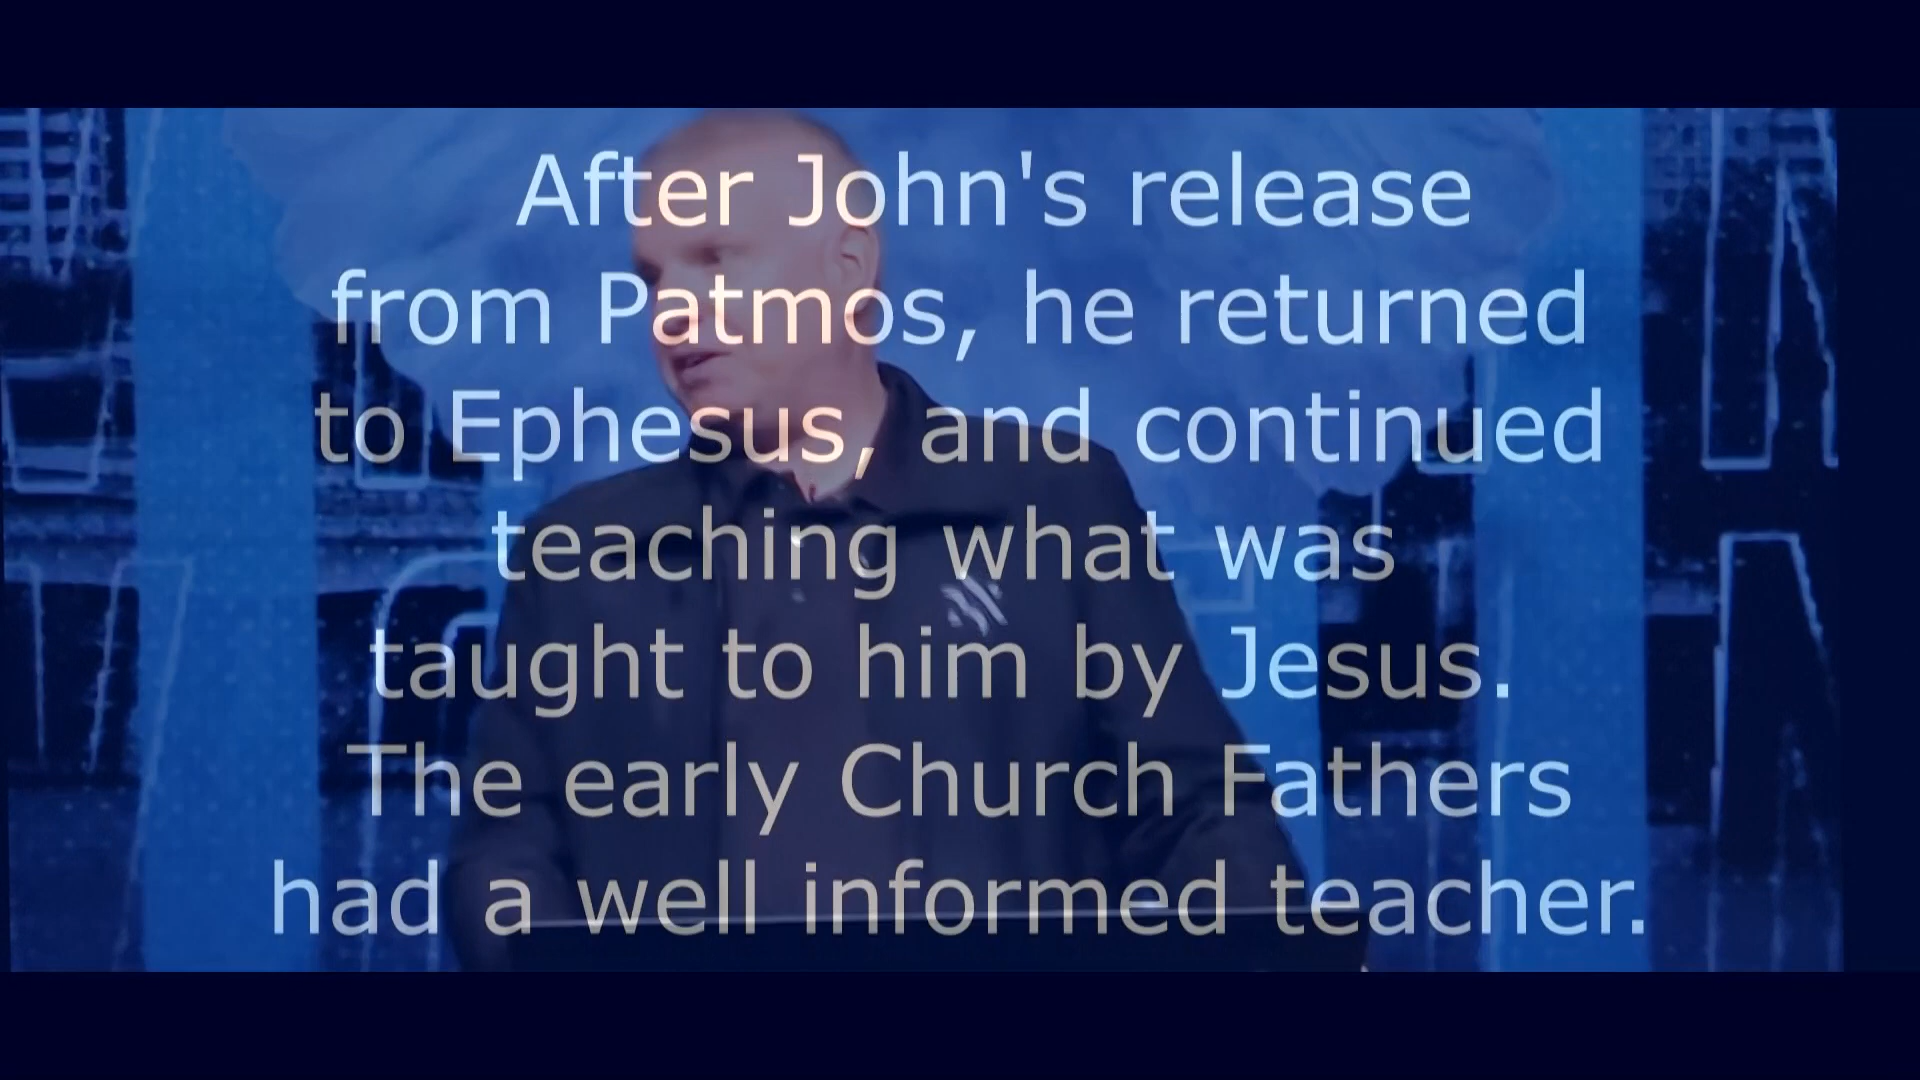 After John's release
from Patmos, he returned
to Ephesus, and continued
teaching what was
taught to him by Jesus.
The early Church Fathers
had a well informed teacher.